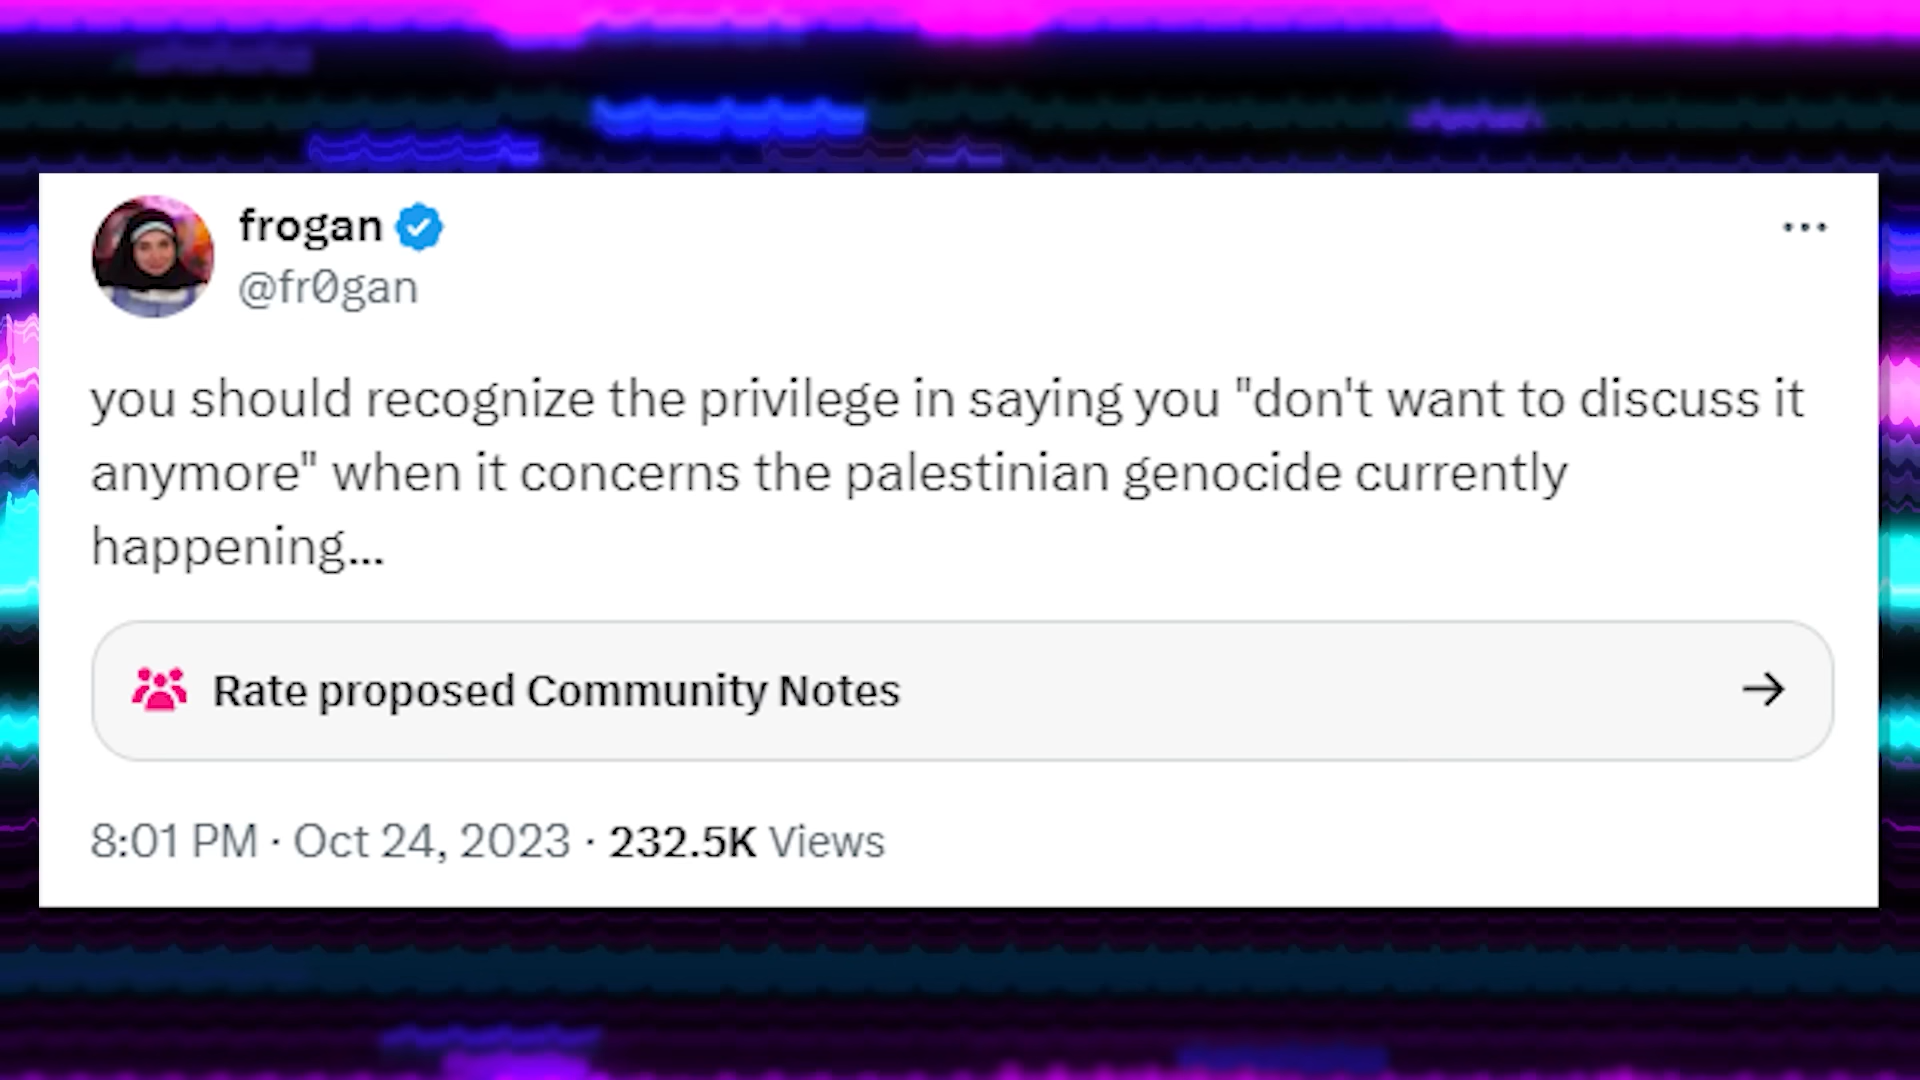 frogan
@fr0gan
you should recognize the privilege in saying you "don't want to discuss it
anymore" when it concerns the palestinian genocide currently
happening...
Rate proposed Community Notes
8:01 PM · Oct 24, 2023 · 232.5K Views